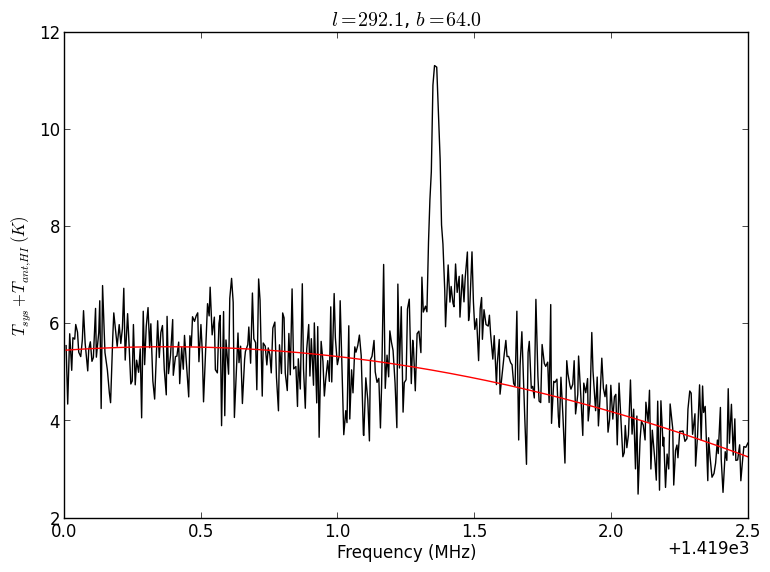 l = 292.1, b = 64.0
12
10
8
6
4
2
T_sys + T_ant,HI (K)
0.0 0.5 1.0 1.5 2.0 2.5
Frequency (MHz)
+1.419e3